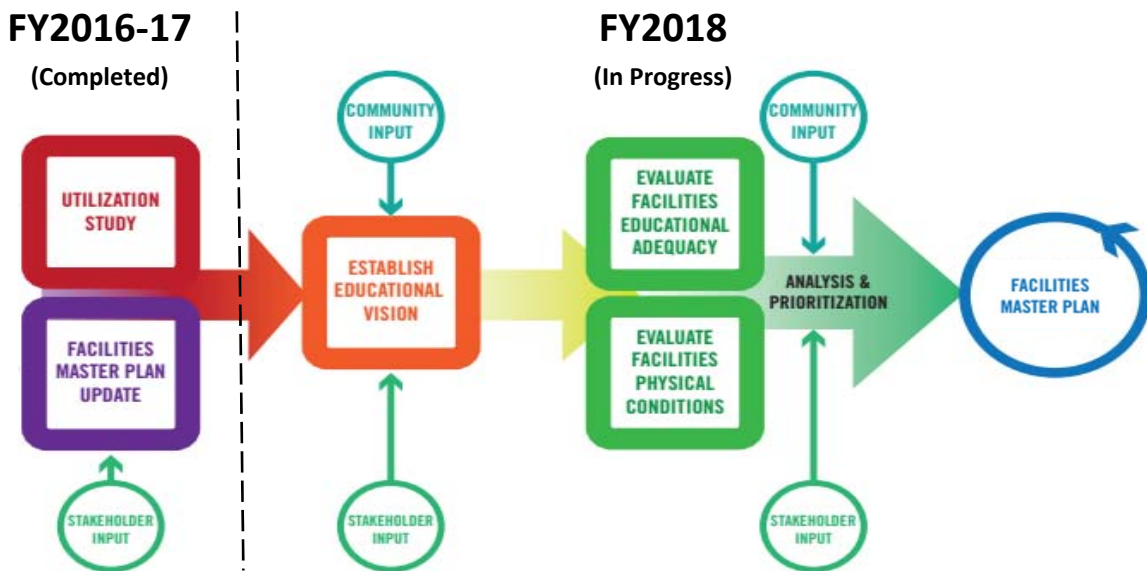 FY2016-17
(Completed)
FY2018
(In Progress)
COMMUNITY
INPUT
COMMUNITY
INPUT
UTILIZATION
STUDY
FACILITIES
MASTER PLAN
UPDATE
ESTABLISH
EDUCATIONAL
VISION
EVALUATE
FACILITIES
EDUCATIONAL
ADEQUACY
EVALUATE
FACILITIES
PHYSICAL
CONDITIONS
ANALYSIS &
PRIORITIZATION
FACILITIES
MASTER PLAN
STAKEHOLDER
INPUT
STAKEHOLDER
INPUT
STAKEHOLDER
INPUT